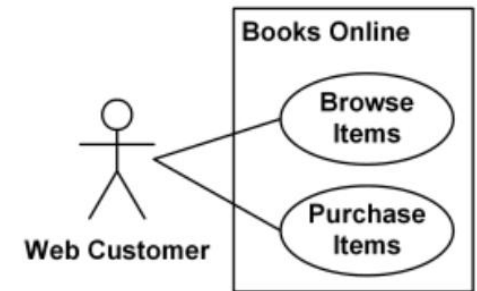 Books Online
Browse
Items
Purchase
Items
Web Customer